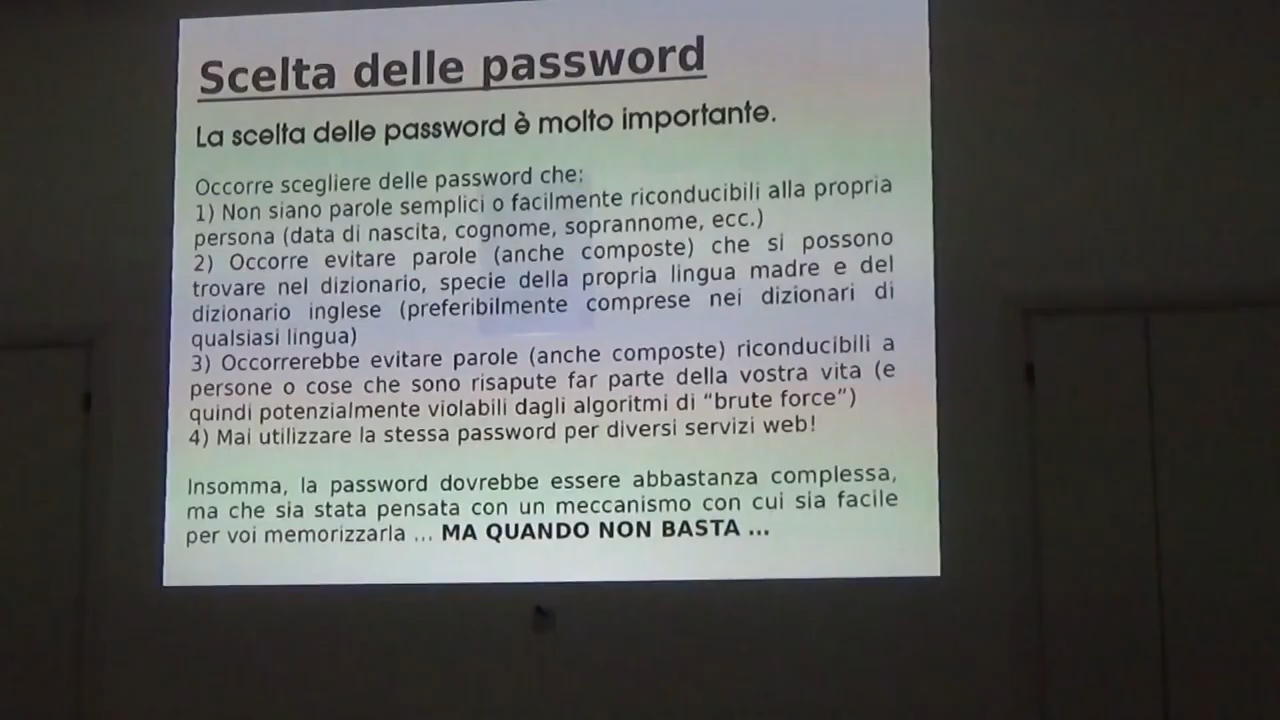 Scelta delle password
La scelta delle password è molto importante.
Occorre scegliere delle password che:
1) Non siano parole semplici o facilmente riconducibili alla propria
persona (data di nascita, cognome, soprannome, ecc.)
2) Occorre evitare parole (anche composte) che si possono
trovare nel dizionario, specie della propria lingua madre e del
dizionario inglese (preferibilmente comprese nei dizionari di
qualsiasi lingua)
3) Occorrerebbe evitare parole (anche composte) riconducibili a
persone o cose che sono risapute far parte della vostra vita (e
quindi potenzialmente violabili dagli algoritmi di “brute force”)
4) Mai utilizzare la stessa password per diversi servizi web!
Insomma, la password dovrebbe essere abbastanza complessa,
ma che sia stata pensata con un meccanismo con cui sia facile
per voi memorizzarla ... MA QUANDO NON BASTA ...